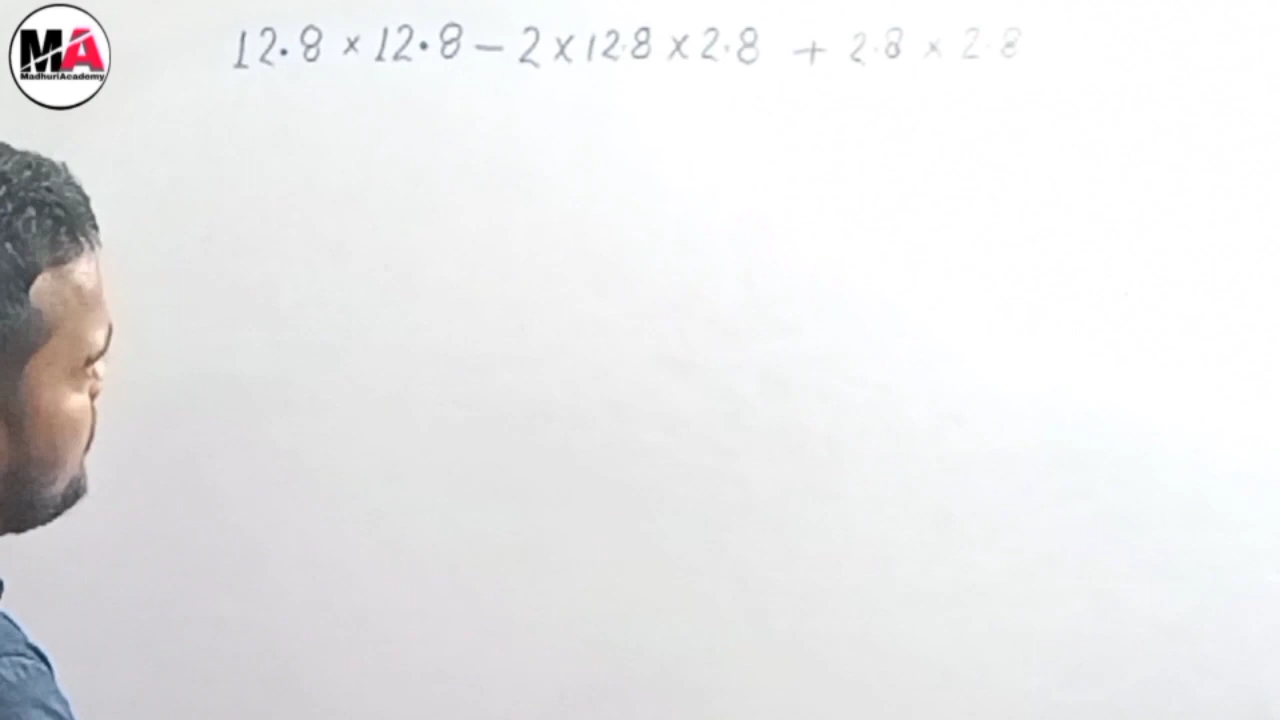 MA
MadhuriAcademy
12·8 × 12·8 − 2 × 12·8 × 2·8 + 2·8 × 2·8